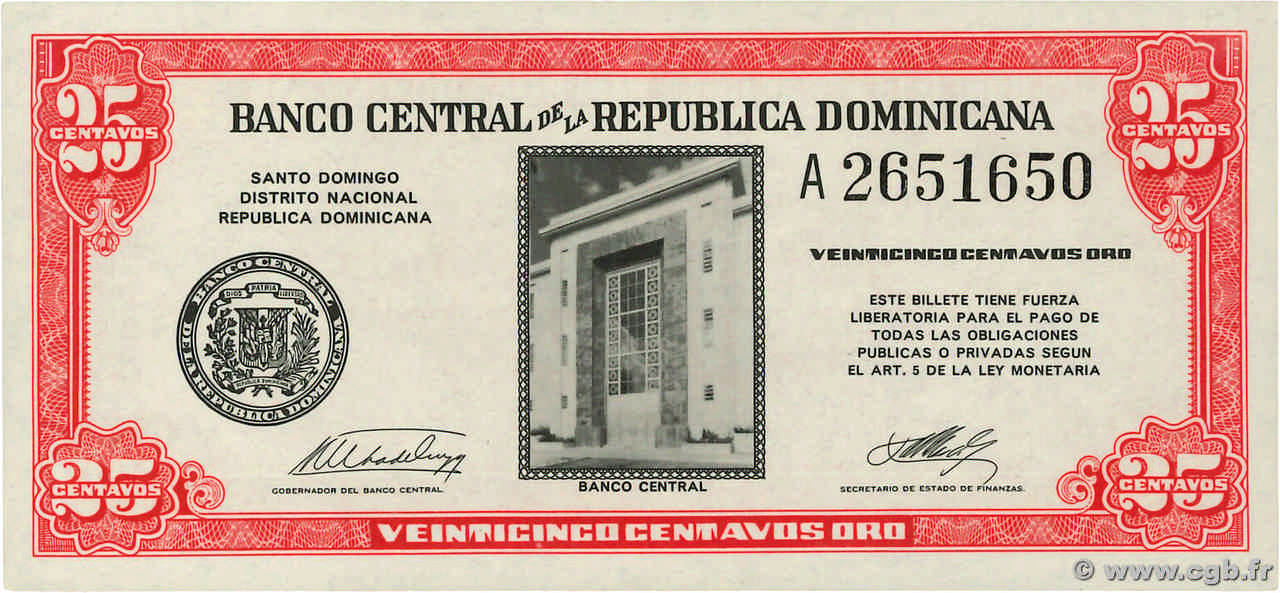 25
CENTAVOS
25
CENTAVOS
BANCO CENTRAL DE LA REPUBLICA DOMINICANA
SANTO DOMINGO
DISTRITO NACIONAL
REPUBLICA DOMINICANA
A 2651650
VEINTICINCO CENTAVOS ORO
ESTE BILLETE TIENE FUERZA
LIBERATORIA PARA EL PAGO DE
TODAS LAS OBLIGACIONES
PUBLICAS O PRIVADAS SEGUN
EL ART. 5 DE LA LEY MONETARIA
BANCO CENTRAL
DE LA REPUBLICA DOMINICANA
DIOS PATRIA LIBERTAD
REPUBLICA DOMINICANA
GOBERNADOR DEL BANCO CENTRAL.
BANCO CENTRAL
SECRETARIO DE ESTADO DE FINANZAS.
25
CENTAVOS
25
CENTAVOS
VEINTICINCO CENTAVOS ORO
© www.cgb.fr